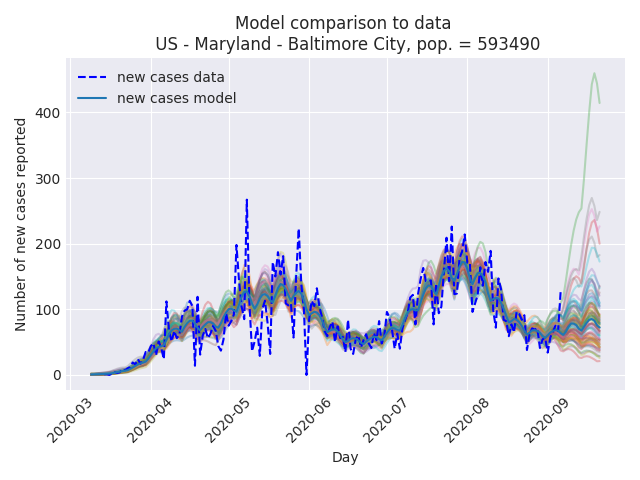 Model comparison to data
US - Maryland - Baltimore City, pop. = 593490
new cases data
new cases model
Number of new cases reported
400
300
200
100
0
2020-03
2020-04
2020-05
2020-06
2020-07
2020-08
2020-09
Day